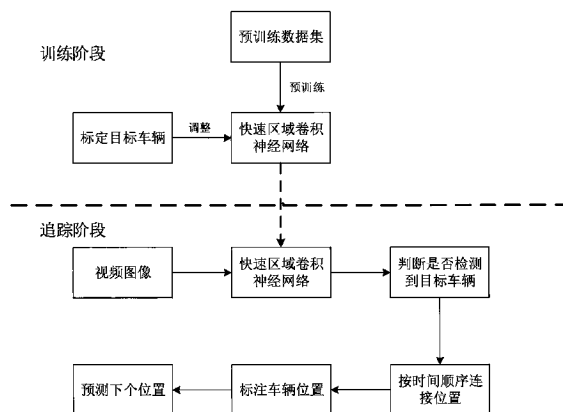 预训练数据集
训练阶段
预训练
标定目标车辆
调整
快速区域卷积
神经网络
追踪阶段
视频图像
快速区域卷积
神经网络
判断是否检测
到目标车辆
预测下个位置
标注车辆位置
按时间顺序连
接位置